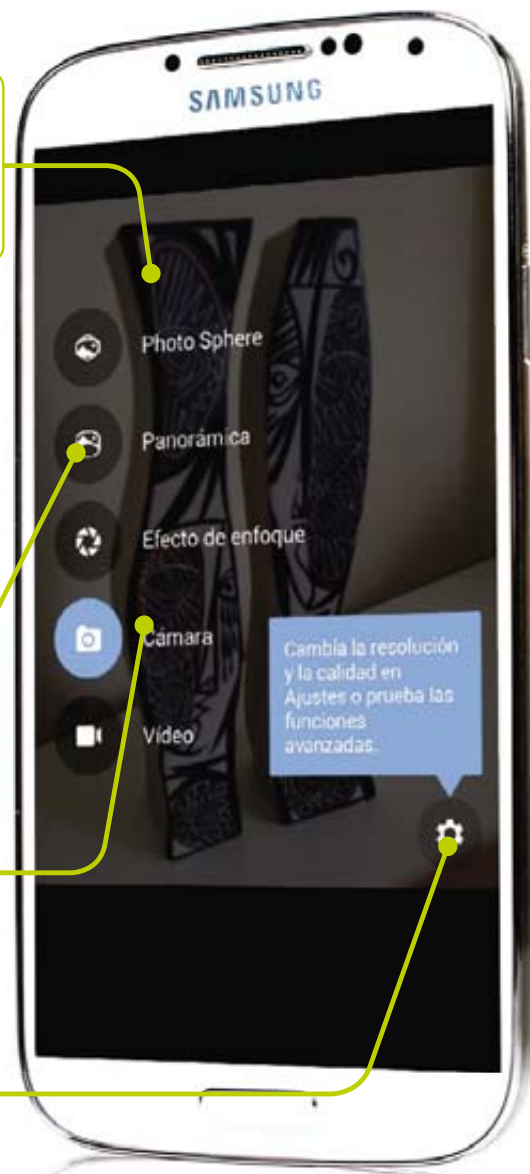 SAMSUNG
Photo Sphere
Panorámica
Efecto de enfoque
Cámara
Vídeo
Cambia la resolución
y la calidad en
Ajustes o prueba las
funciones
avanzadas.